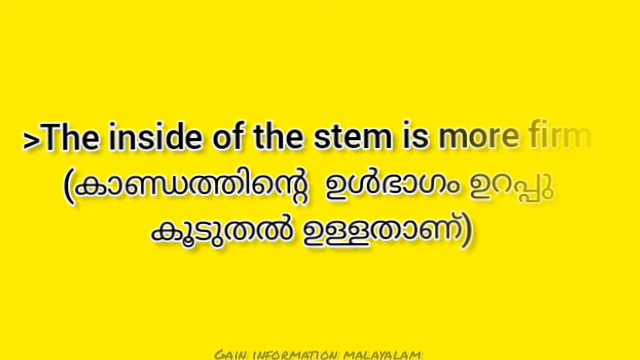 >The inside of the stem is more firm
(കാണ്ഡത്തിന്റെ ഉൾഭാഗം ഉറപ്പു
കൂടുതൽ ഉള്ളതാണ്)
Gain information malayalam